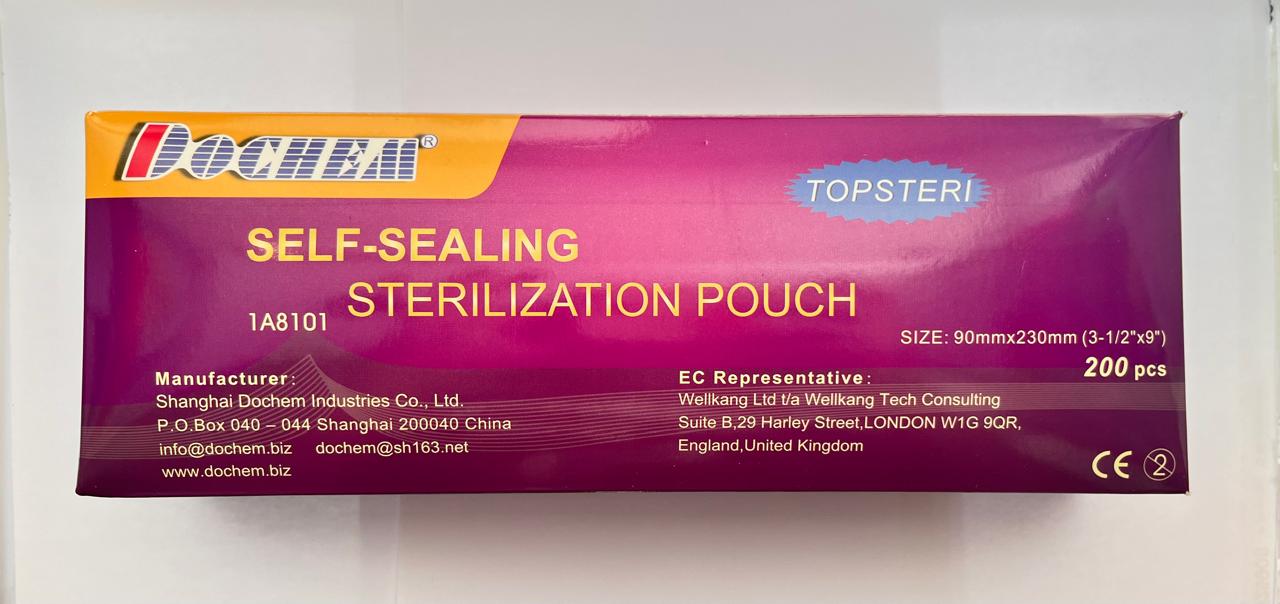 DOCHEM®
TOPSTERI
SELF-SEALING
STERILIZATION POUCH
1A8101
SIZE: 90mmx230mm (3-1/2"x9")
200 pcs
Manufacturer:
Shanghai Dochem Industries Co., Ltd.
P.O.Box 040 – 044 Shanghai 200040 China
info@dochem.biz dochem@sh163.net
www.dochem.biz
EC Representative:
Wellkang Ltd t/a Wellkang Tech Consulting
Suite B,29 Harley Street,LONDON W1G 9QR,
England,United Kingdom
CE 2